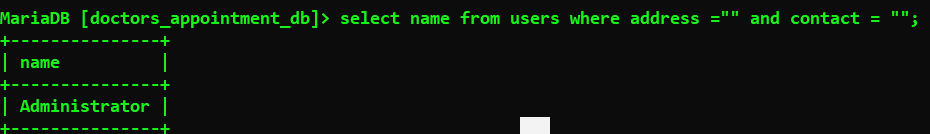 MariaDB [doctors_appointment_db]> select name from users where address ="" and contact = "";
+---------------+
| name          |
+---------------+
| Administrator |
+---------------+